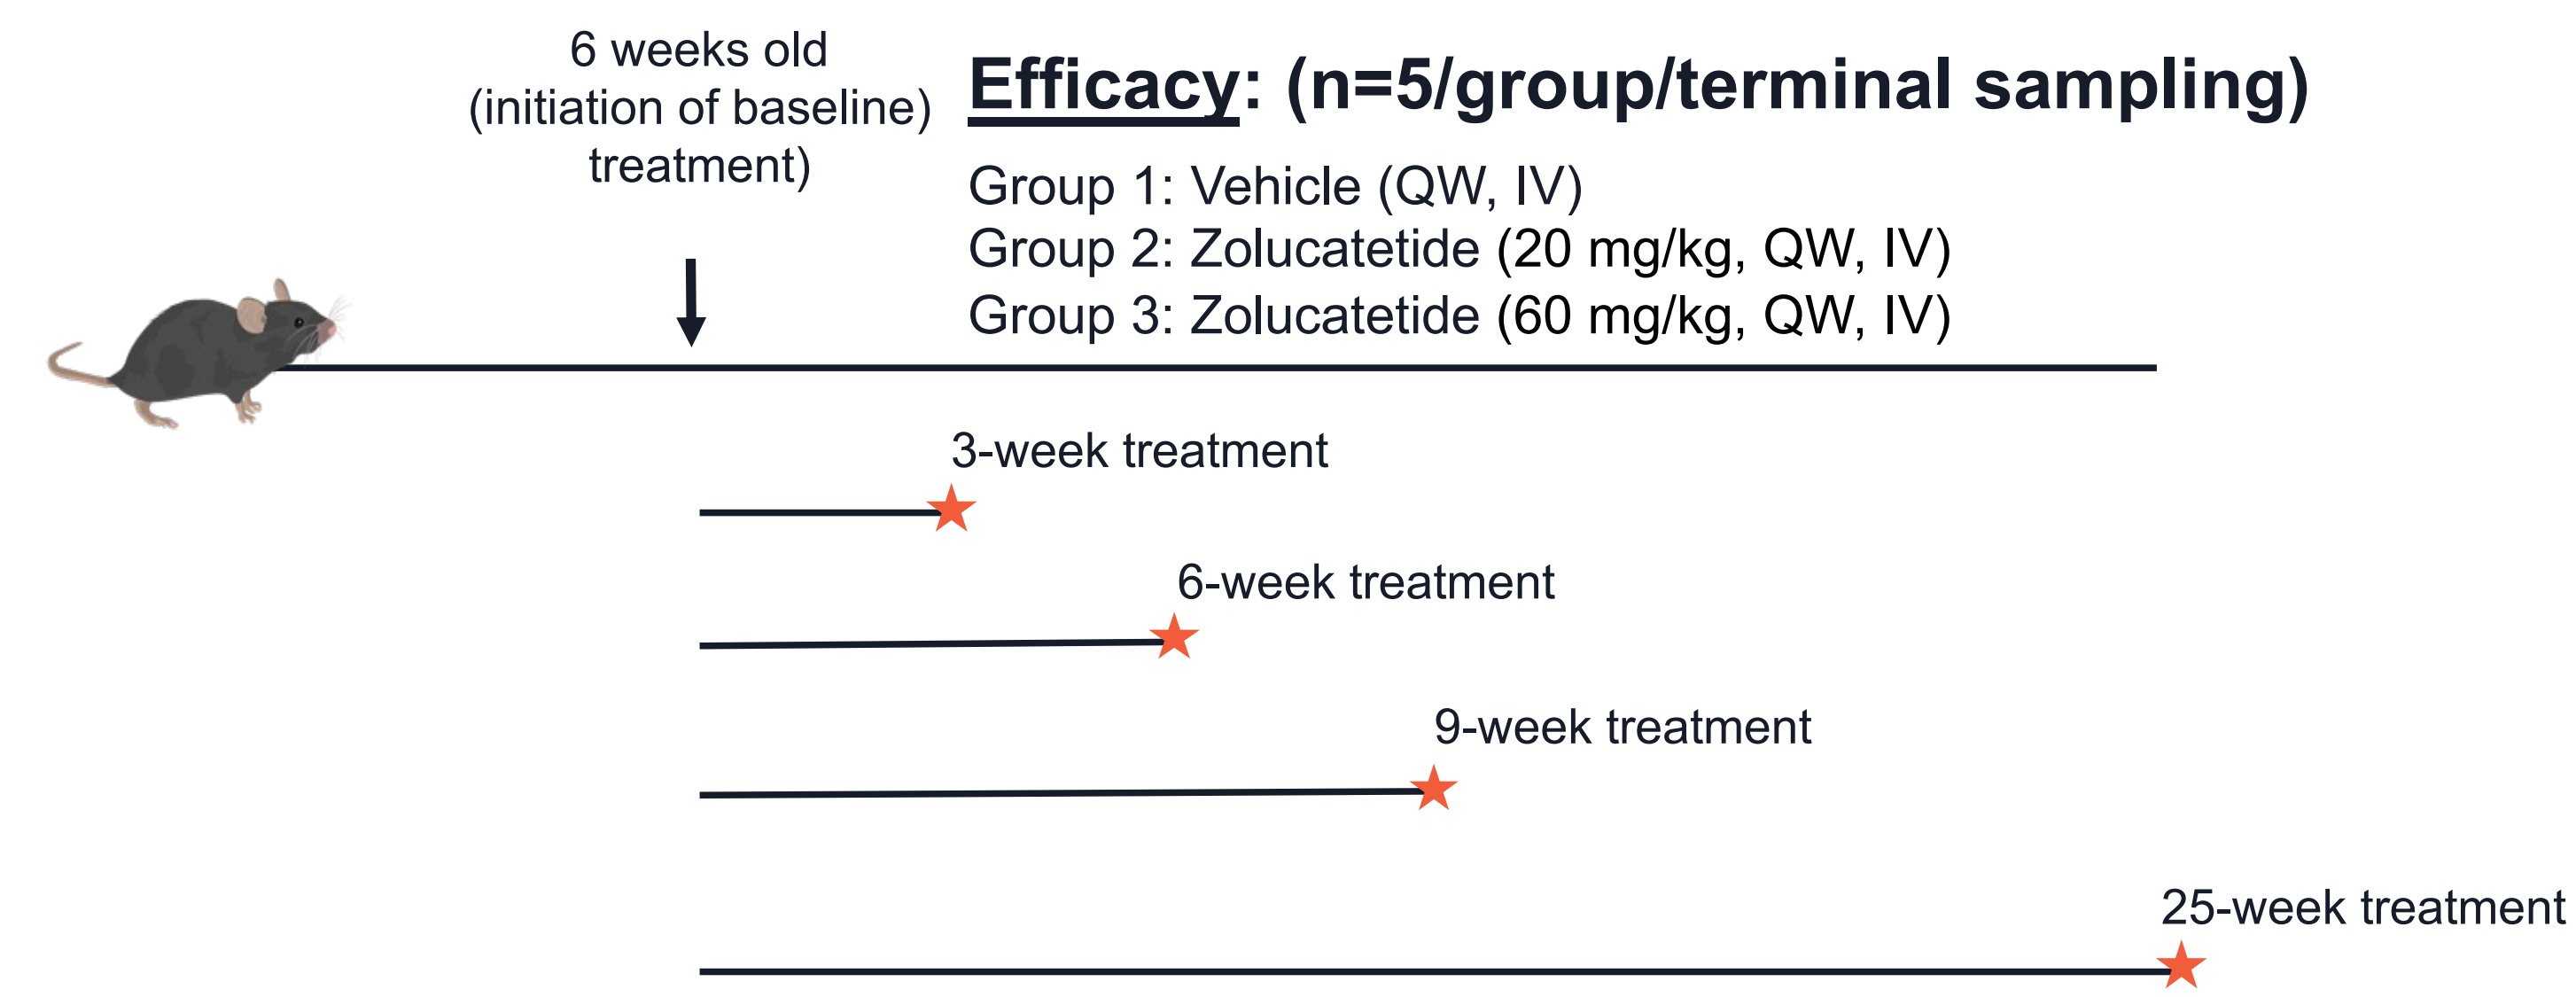 6 weeks old
(initiation of baseline)
treatment)
Efficacy: (n=5/group/terminal sampling)
Group 1: Vehicle (QW, IV)
Group 2: Zolucatetide (20 mg/kg, QW, IV)
Group 3: Zolucatetide (60 mg/kg, QW, IV)
3-week treatment
6-week treatment
9-week treatment
25-week treatment